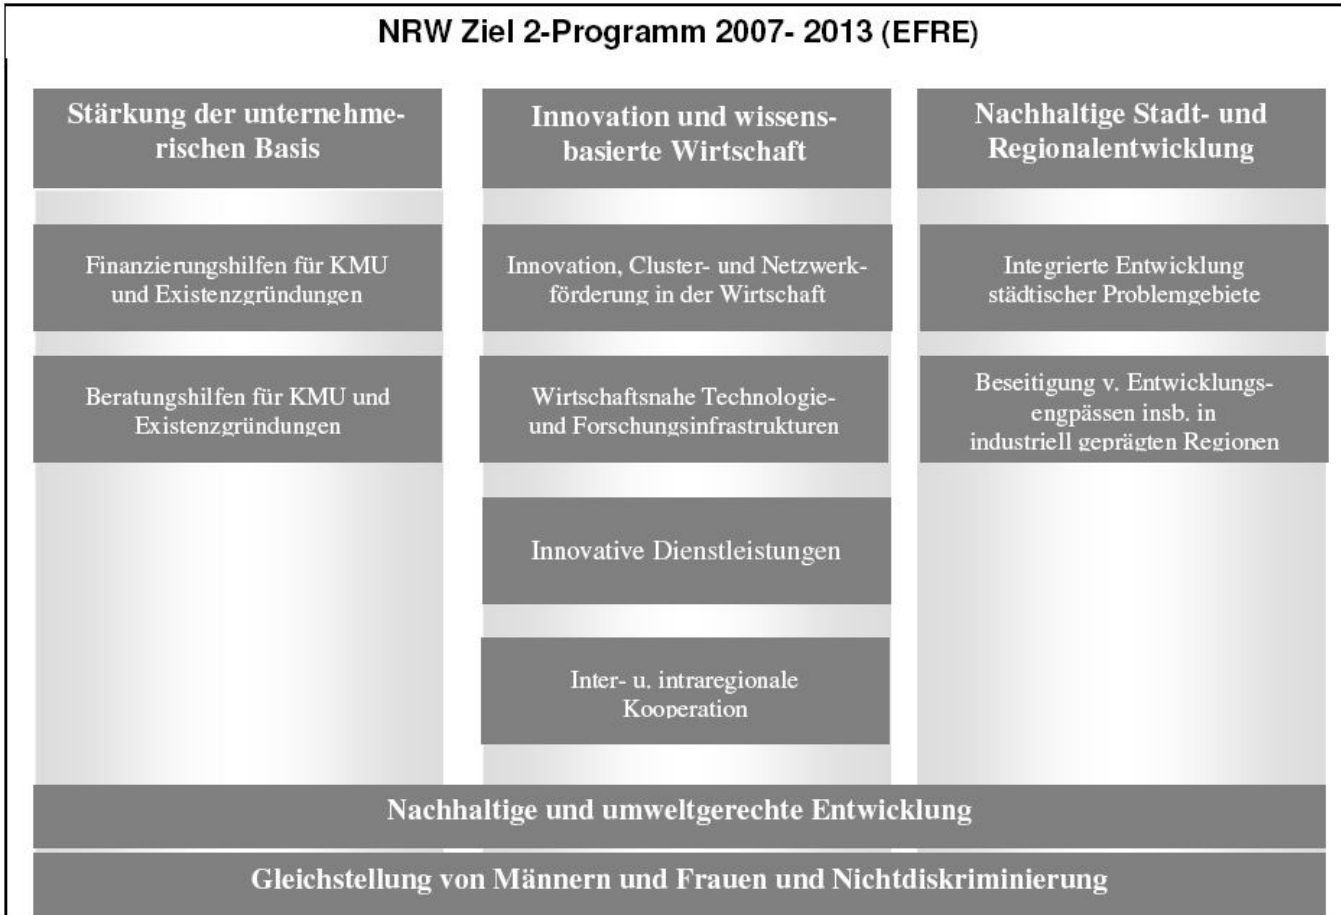 NRW Ziel 2-Programm 2007- 2013 (EFRE)
Stärkung der unternehme-
rischen Basis
Finanzierungshilfen für KMU
und Existenzgründungen
Beratungshilfen für KMU und
Existenzgründungen
Innovation und wissens-
basierte Wirtschaft
Innovation, Cluster- und Netzwerk-
förderung in der Wirtschaft
Wirtschaftsnahe Technologie-
und Forschungsinfrastrukturen
Innovative Dienstleistungen
Inter- u. intraregionale
Kooperation
Nachhaltige Stadt- und
Regionalentwicklung
Integrierte Entwicklung
städtischer Problemgebiete
Beseitigung v. Entwicklungs-
engpässen insb. in
industriell geprägten Regionen
Nachhaltige und umweltgerechte Entwicklung
Gleichstellung von Männern und Frauen und Nichtdiskriminierung